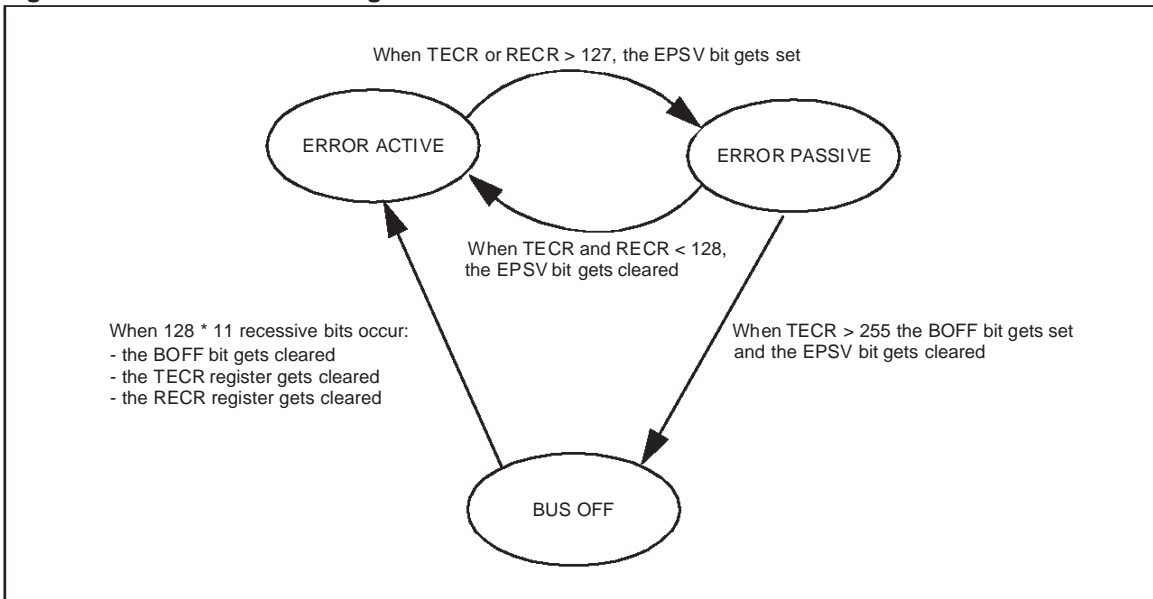 When TECR or RECR > 127, the EPSV bit gets set
ERROR ACTIVE
ERROR PASSIVE
When TECR and RECR < 128,
the EPSV bit gets cleared
When 128 * 11 recessive bits occur:
- the BOFF bit gets cleared
- the TECR register gets cleared
- the RECR register gets cleared
When TECR > 255 the BOFF bit gets set
and the EPSV bit gets cleared
BUS OFF